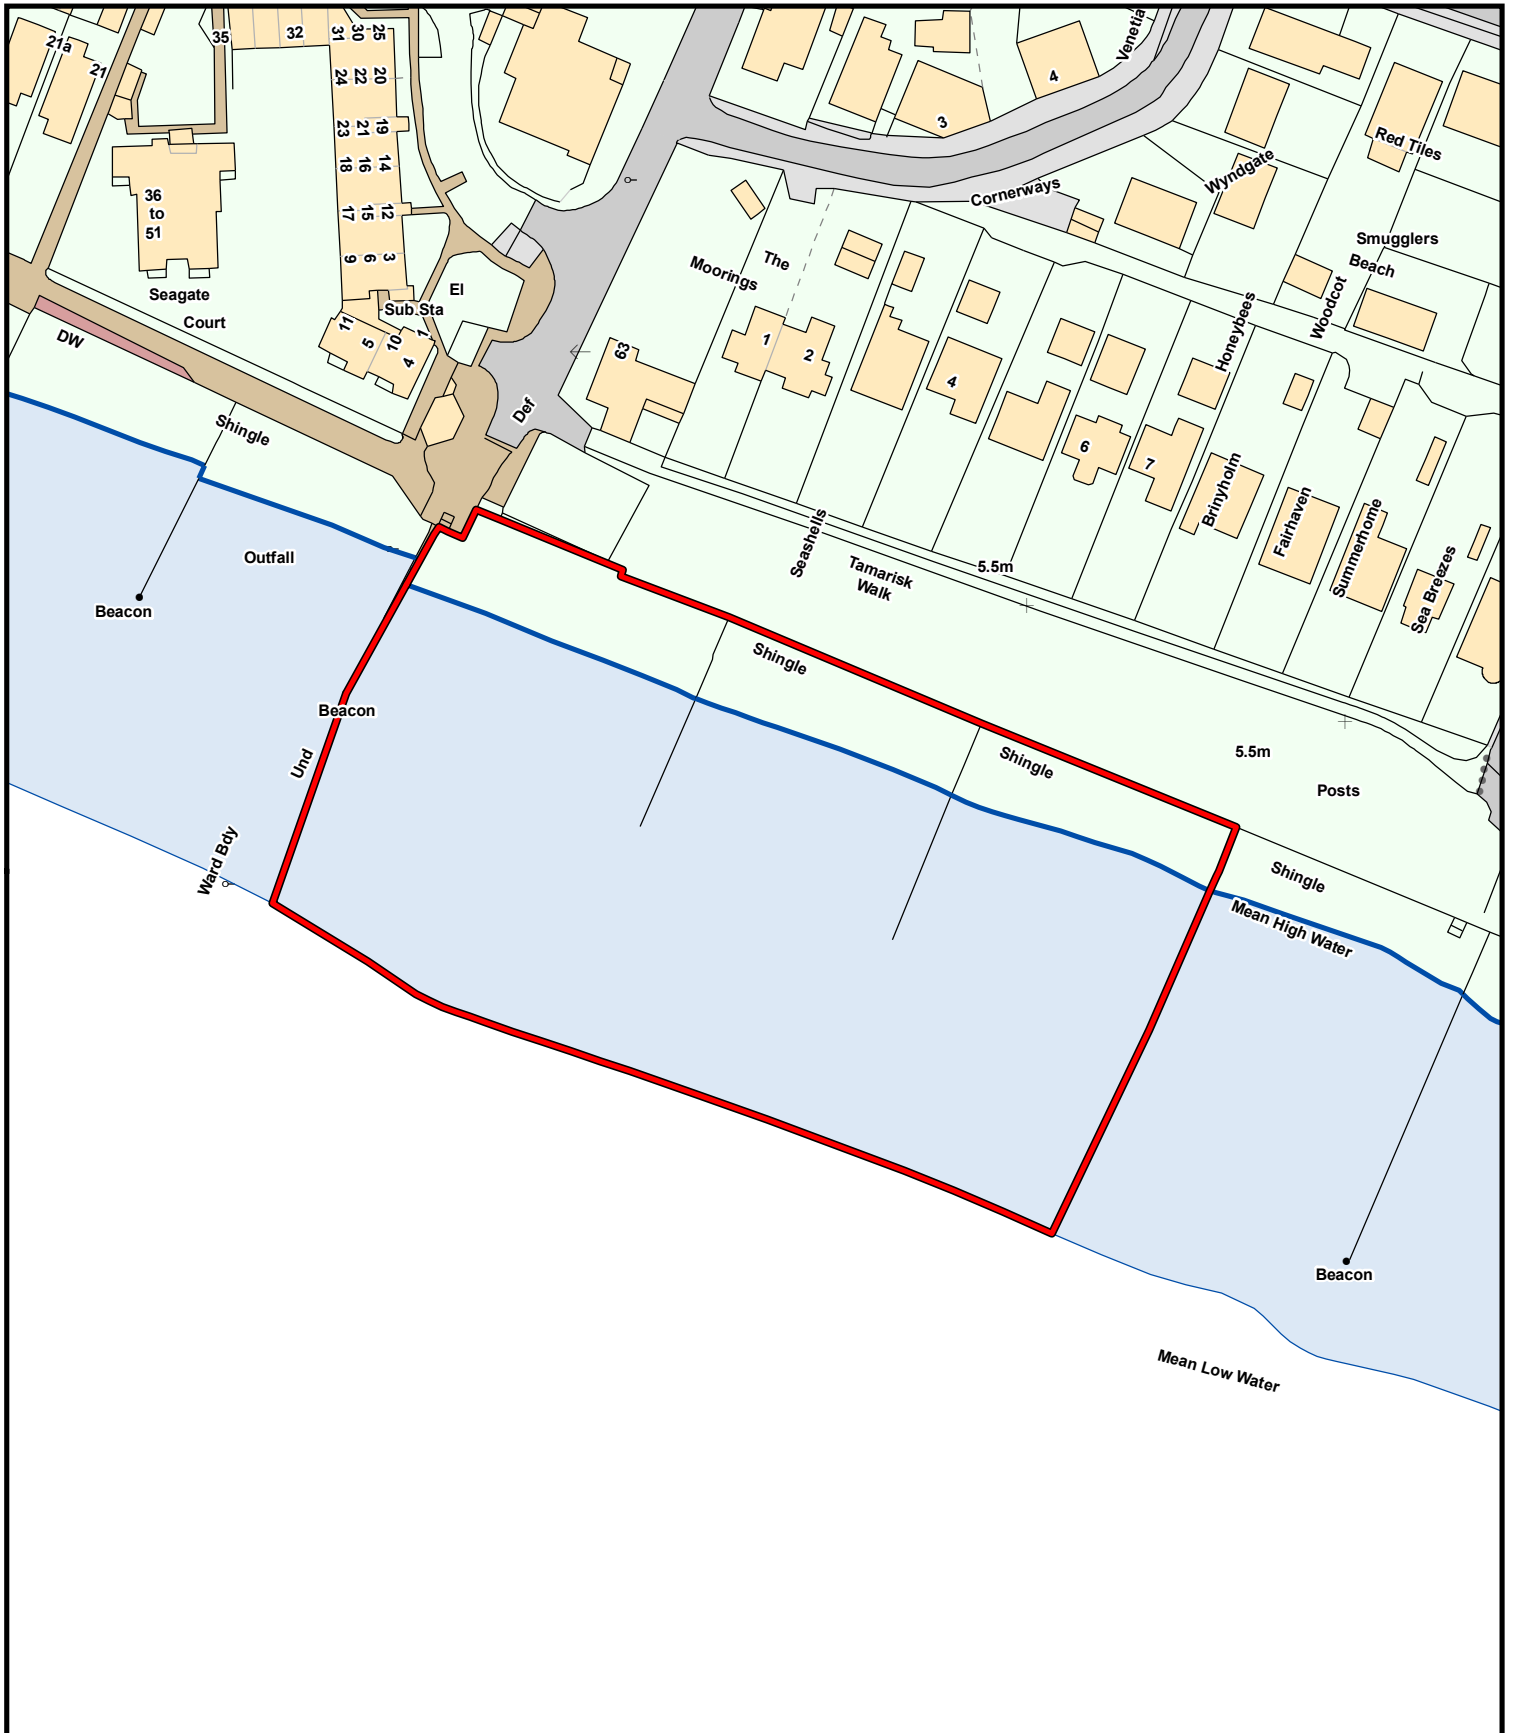 21a
21
35
32
31
30
25
24
22
20
23
21
19
18
16
14
17
15
12
9
6
3
36
to
51
Seagate
Court
El
Sub Sta
11
5
10
1
4
DW
Shingle
Def
63
The
Moorings
1
2
3
4
Venetia
Cornerways
Wyndgate
Red Tiles
Smugglers
Beach
Woodcot
Honeybees
4
6
7
Brinyholm
Fairhaven
Summerhome
Sea Breezes
Seashells
Tamarisk
Walk
5.5m
Outfall
Beacon
Shingle
Beacon
Und
Ward Bdy
Shingle
5.5m
Posts
Shingle
Mean High Water
Beacon
Mean Low Water